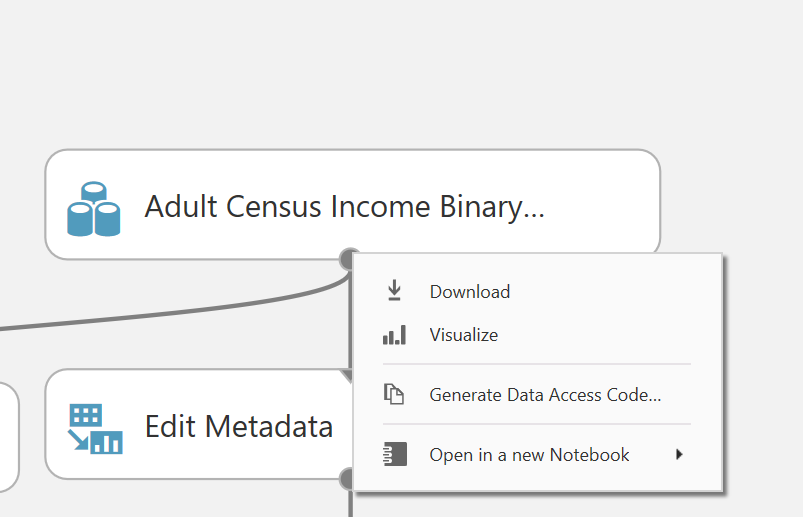 Adult Census Income Binary...
Download
Visualize
Generate Data Access Code...
Edit Metadata
Open in a new Notebook